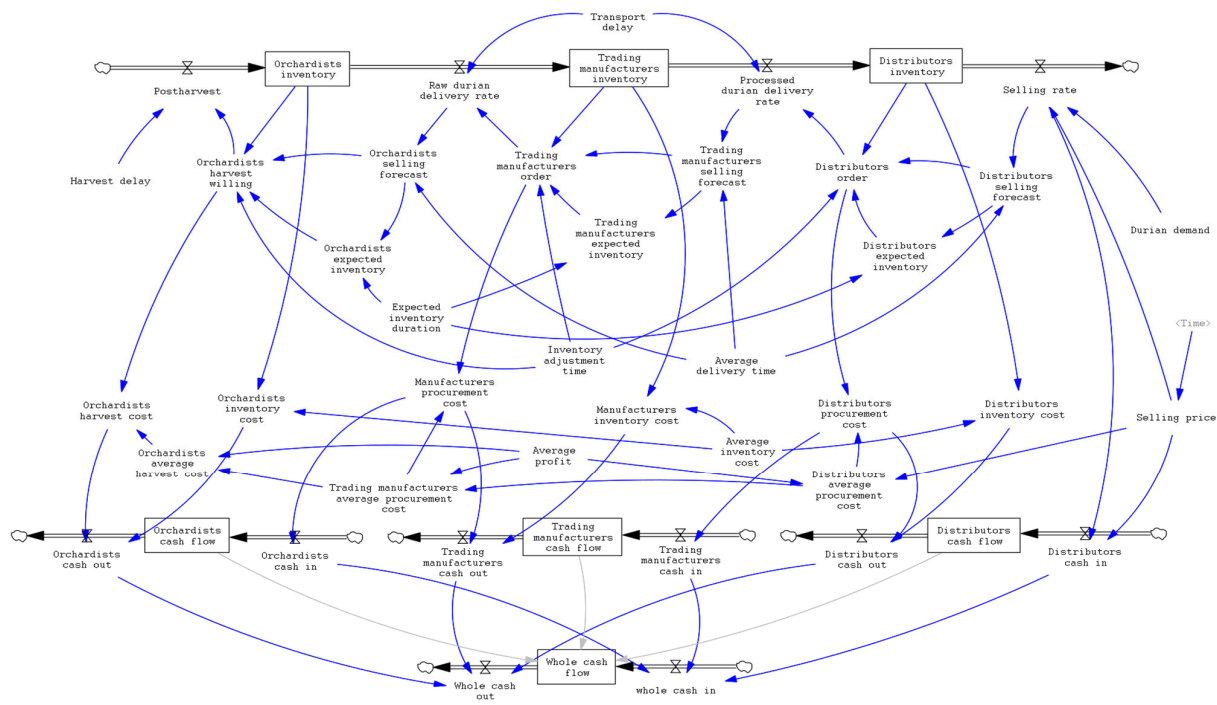 Transport
delay
Orchardists
inventory
Trading
manufacturers
inventory
Distributors
inventory
Postharvest
Raw durian
delivery rate
Processed
durian delivery
rate
Selling rate
Harvest delay
Orchardists
harvest
willing
Orchardists
selling
forecast
Trading
manufacturers
order
Trading
manufacturers
selling
forecast
Distributors
order
Distributors
selling
forecast
Durian demand
Orchardists
expected
inventory
Trading
manufacturers
expected
inventory
Distributors
expected
inventory
Expected
inventory
duration
<Time>
Inventory
adjustment
time
Average
delivery time
Orchardists
harvest cost
Orchardists
inventory
cost
Manufacturers
procurement
cost
Manufacturers
inventory cost
Distributors
procurement
cost
Distributors
inventory cost
Selling price
Orchardists
average
harvest cost
Average
profit
Average
inventory
cost
Trading manufacturers
average procurement
cost
Distributors
average
procurement
cost
Orchardists
cash flow
Trading
manufacturers
cash flow
Distributors
cash flow
Orchardists
cash out
Orchardists
cash in
Trading
manufacturers
cash out
Trading
manufacturers
cash in
Distributors
cash out
Distributors
cash in
Whole cash
flow
Whole cash
out
whole cash in